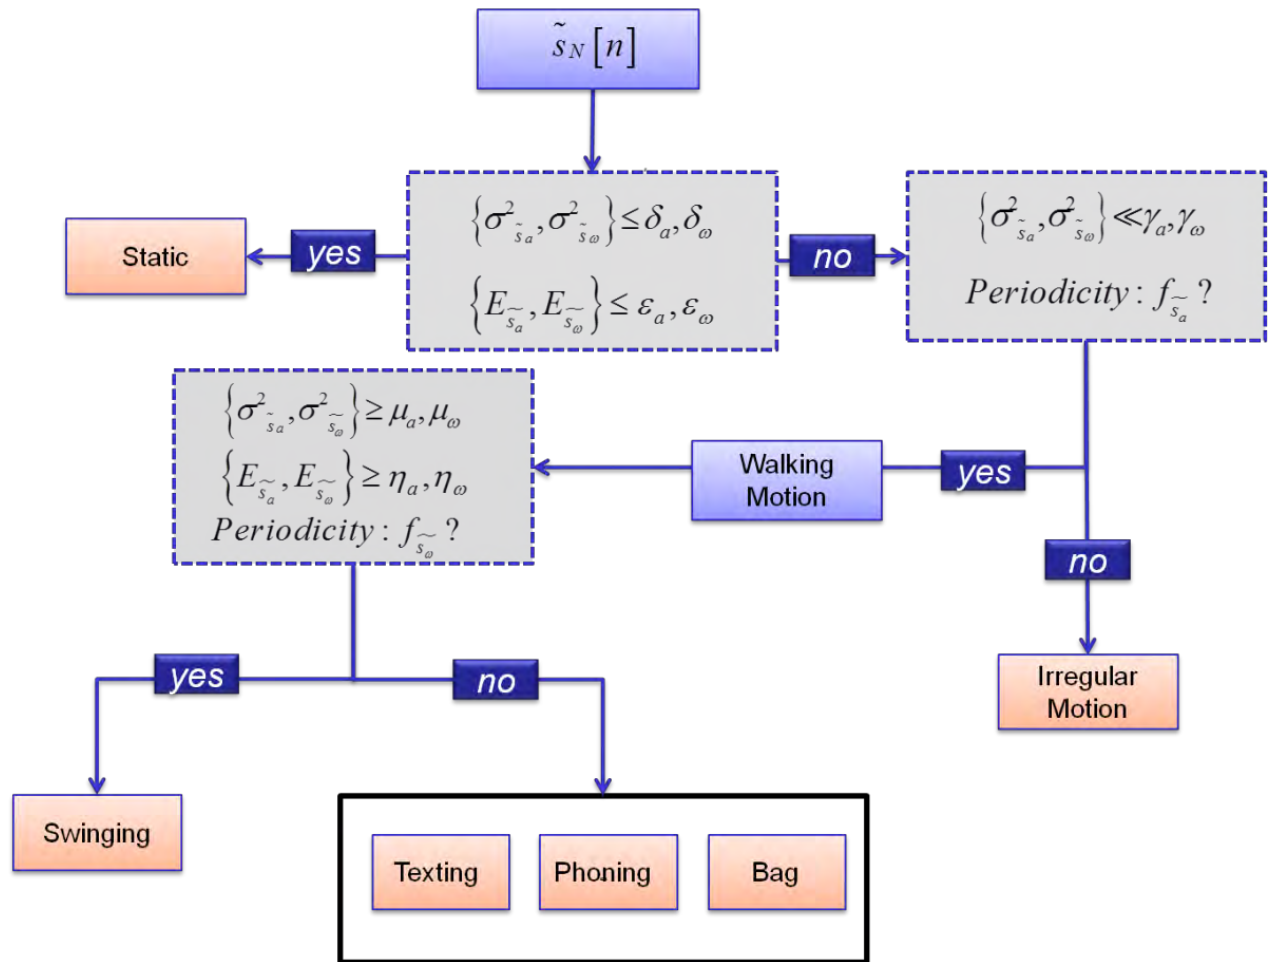 s̃_N [n]
{σ²_s̃a, σ²_s̃ω} ≤ δ_a, δ_ω
{E_s̃a, E_s̃ω} ≤ ε_a, ε_ω
yes
Static
no
{σ²_s̃a, σ²_s̃ω} ≪ γ_a, γ_ω
Periodicity : f_s̃a ?
yes
Walking
Motion
no
Irregular
Motion
{σ²_s̃a, σ²_s̃ω} ≥ μ_a, μ_ω
{E_s̃a, E_s̃ω} ≥ η_a, η_ω
Periodicity : f_s̃ω ?
yes
no
Swinging
Texting
Phoning
Bag